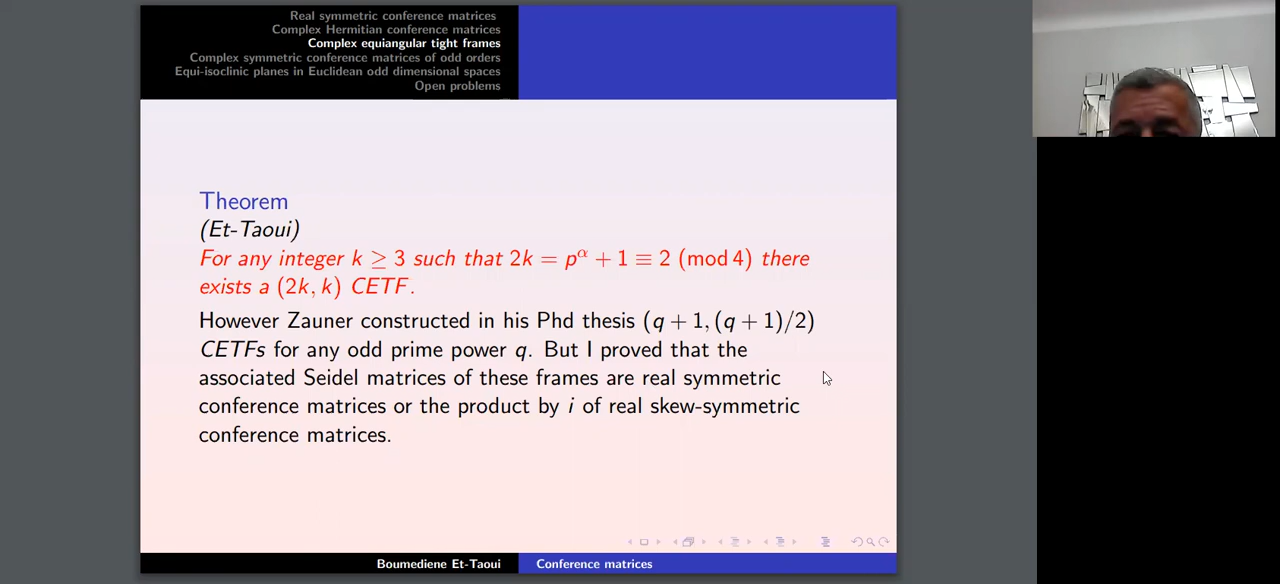 Real symmetric conference matrices
Complex Hermitian conference matrices
Complex equiangular tight frames
Complex symmetric conference matrices of odd orders
Equi-isoclinic planes in Euclidean odd dimensional spaces
Open problems
Theorem
(Et-Taoui)
For any integer k ≥ 3 such that 2k = p^α + 1 ≡ 2 (mod 4) there
exists a (2k, k) CETF.
However Zauner constructed in his Phd thesis (q + 1, (q + 1)/2)
CETFs for any odd prime power q. But I proved that the
associated Seidel matrices of these frames are real symmetric
conference matrices or the product by i of real skew-symmetric
conference matrices.
Boumediene Et-Taoui
Conference matrices